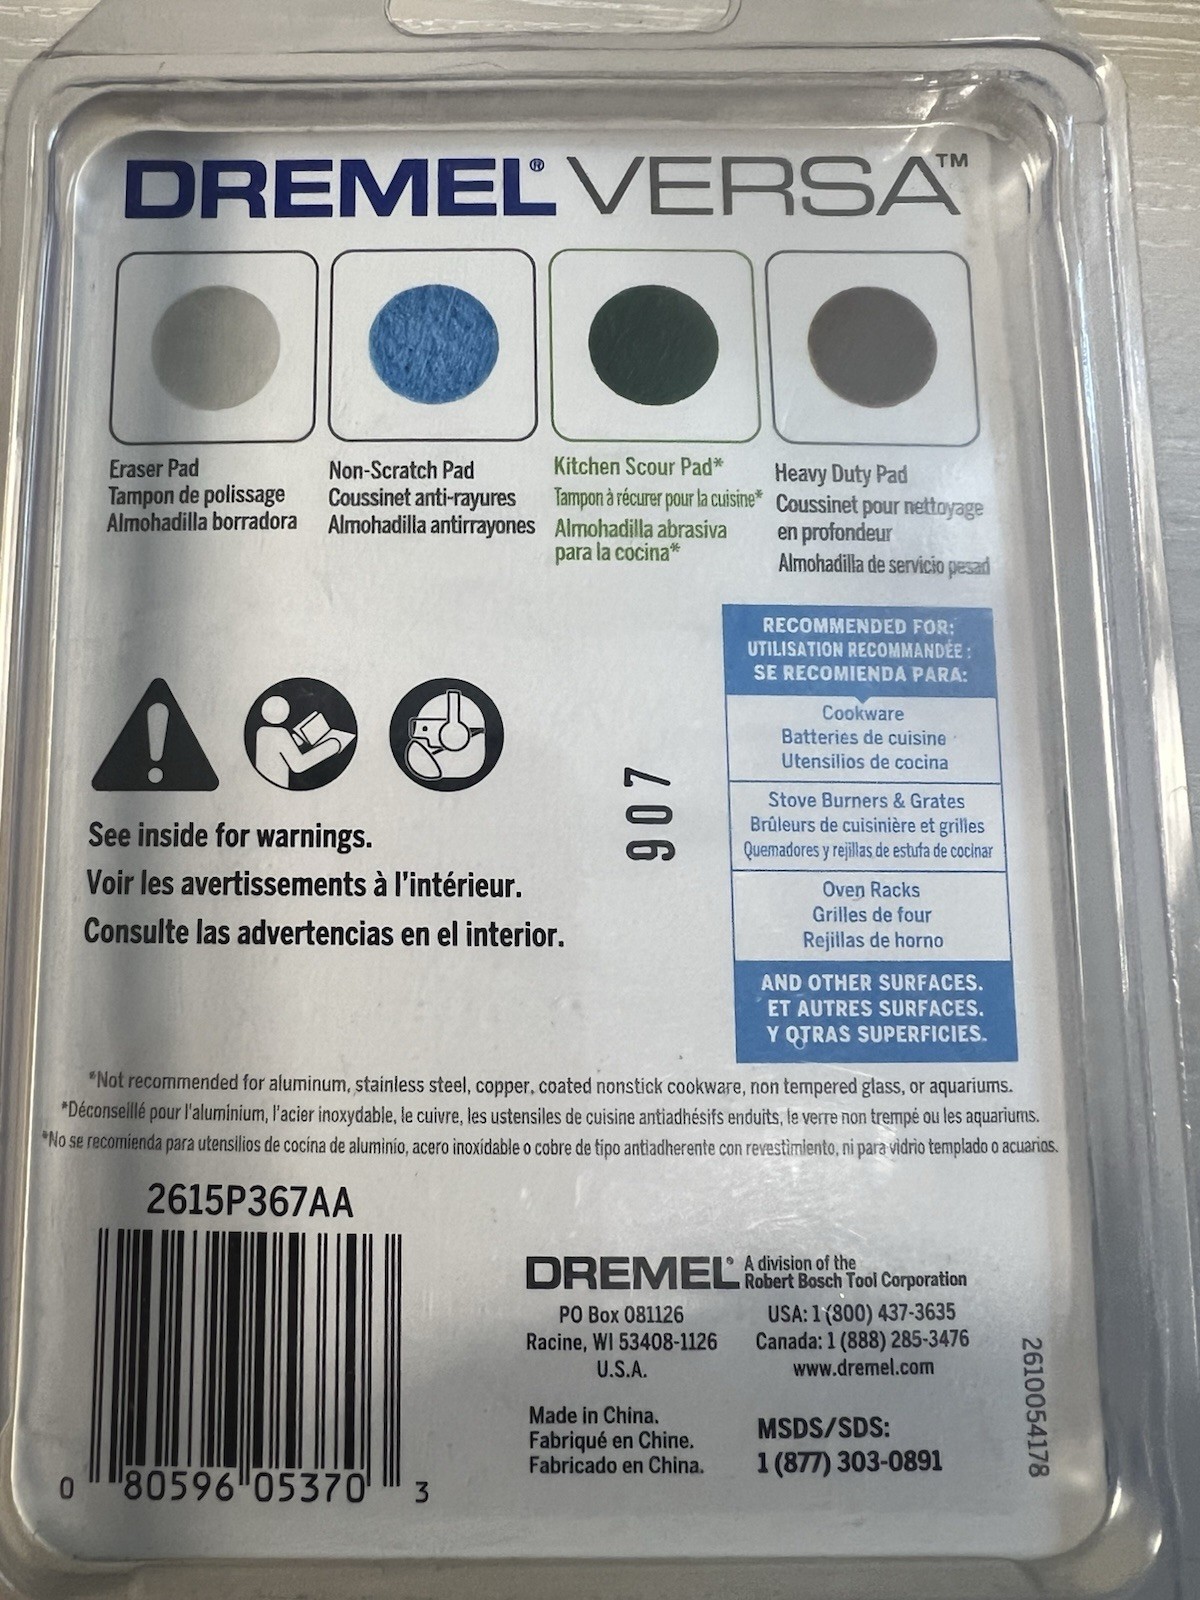 DREMEL® VERSA™
Eraser Pad
Tampon de polissage
Almohadilla borradora
Non-Scratch Pad
Coussinet anti-rayures
Almohadilla antirrayones
Kitchen Scour Pad*
Tampon à récurer pour la cuisine*
Almohadilla abrasiva
para la cocina*
Heavy Duty Pad
Coussinet pour nettoyage
en profondeur
Almohadilla de servicio pesad
RECOMMENDED FOR:
UTILISATION RECOMMANDÉE :
SE RECOMIENDA PARA:
Cookware
Batteries de cuisine
Utensilios de cocina
Stove Burners & Grates
Brûleurs de cuisinière et grilles
Quemadores y rejillas de estufa de cocinar
Oven Racks
Grilles de four
Rejillas de horno
AND OTHER SURFACES.
ET AUTRES SURFACES.
Y OTRAS SUPERFICIES.
See inside for warnings.
Voir les avertissements à l'intérieur.
Consulte las advertencias en el interior.
907
*Not recommended for aluminum, stainless steel, copper, coated nonstick cookware, non tempered glass, or aquariums.
*Déconseillé pour l'aluminium, l'acier inoxydable, le cuivre, les ustensiles de cuisine antiadhésifs enduits, le verre non trempé ou les aquariums.
*No se recomienda para utensilios de cocina de aluminio, acero inoxidable o cobre de tipo antiadherente con revestimiento, ni para vidrio templado o acuarios.
2615P367AA
0 80596 05370 3
DREMEL® A division of the
Robert Bosch Tool Corporation
PO Box 081126
Racine, WI 53408-1126
U.S.A.
USA: 1 (800) 437-3635
Canada: 1 (888) 285-3476
www.dremel.com
Made in China.
Fabriqué en Chine.
Fabricado en China.
MSDS/SDS:
1 (877) 303-0891
2610054178